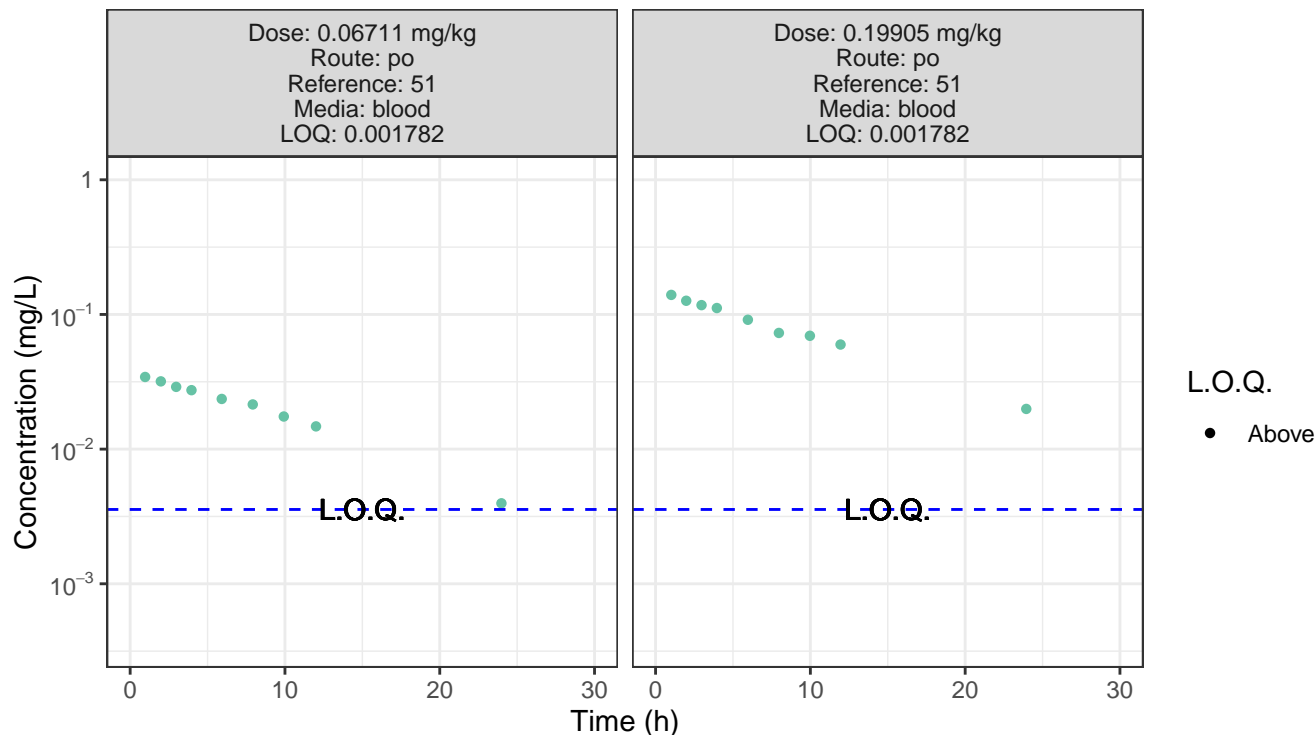 Dose: 0.06711 mg/kg
Route: po
Reference: 51
Media: blood
LOQ: 0.001782
Dose: 0.19905 mg/kg
Route: po
Reference: 51
Media: blood
LOQ: 0.001782
Concentration (mg/L)
1
10⁻¹
10⁻²
10⁻³
L.O.Q.
L.O.Q.
0 10 20 30
0 10 20 30
Time (h)
L.O.Q.
Above